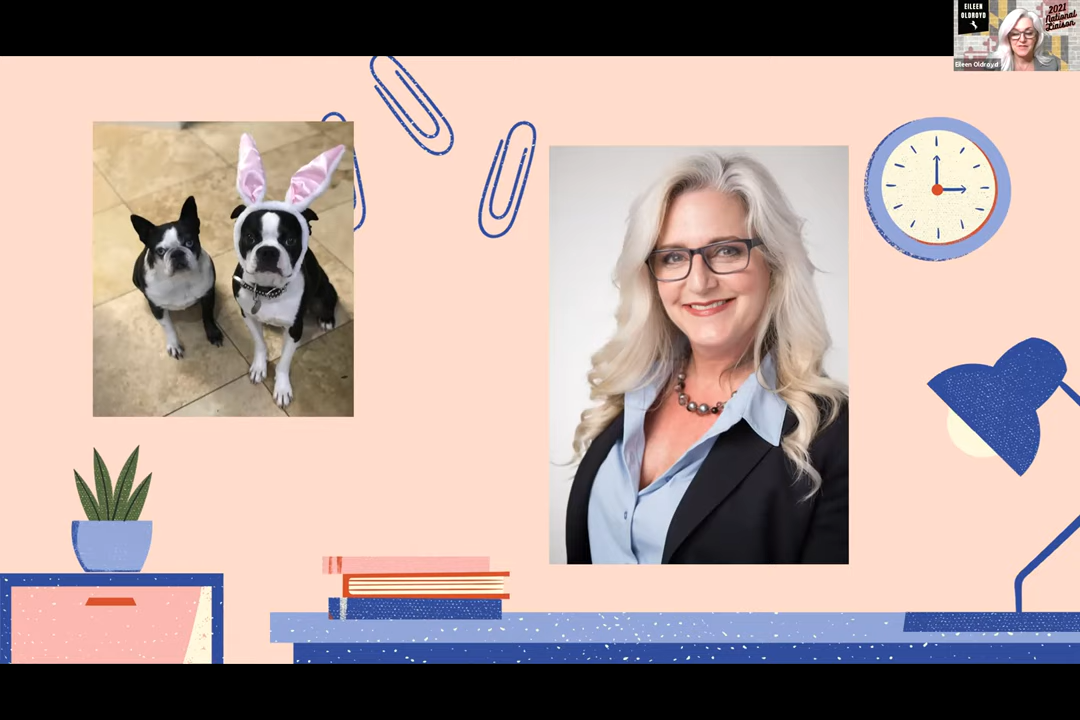 EILEEN
OLDROYD
2021
National
Liaison
Eileen Oldroyd